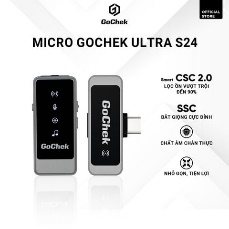 GoChek
OFFICIAL
STORE
MICRO GOCHEK ULTRA S24
Smart CSC 2.0
LỌC ỒN VƯỢT TRỘI
ĐẾN 90%
SSC
BẮT GIỌNG CỰC ĐỈNH
CHẤT ÂM CHÂN THỰC
NHỎ GỌN, TIỆN LỢI
GoChek
GoChek